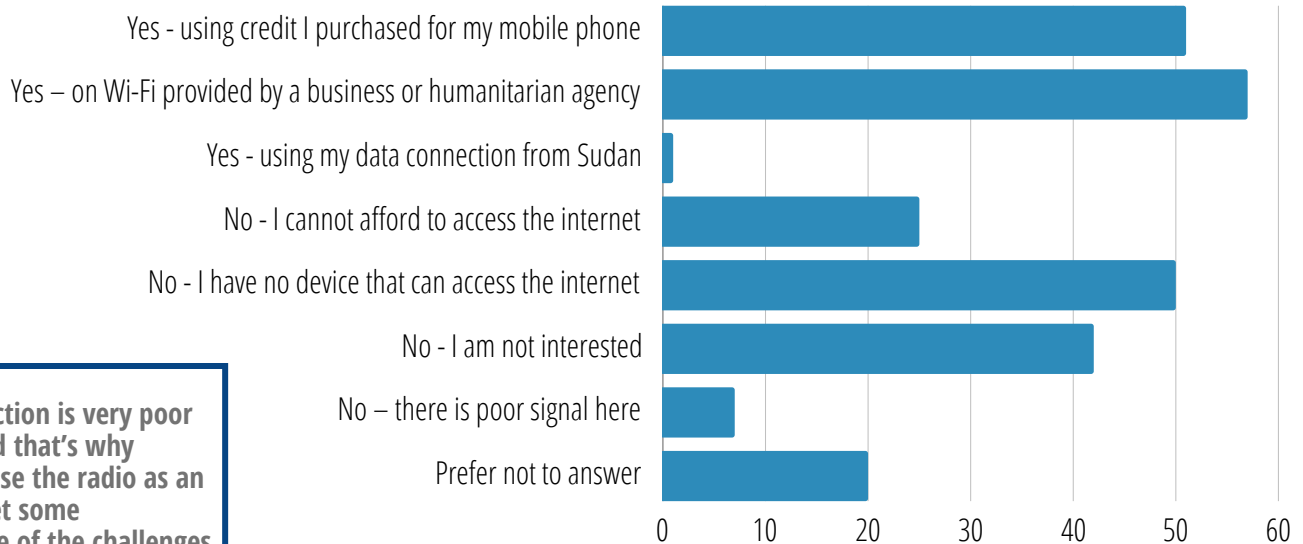 Yes - using credit I purchased for my mobile phone
Yes – on Wi-Fi provided by a business or humanitarian agency
Yes - using my data connection from Sudan
No - I cannot afford to access the internet
No - I have no device that can access the internet
No - I am not interested
No – there is poor signal here
Prefer not to answer
0 10 20 30 40 50 60
ction is very poor
d that’s why
se the radio as an
et some
e of the challenges